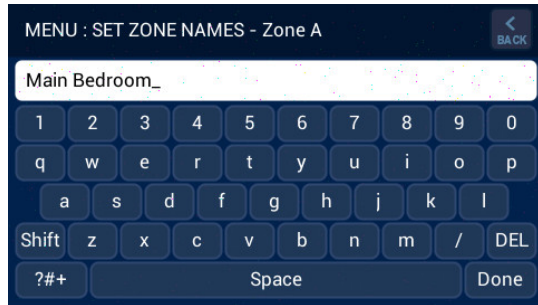 MENU : SET ZONE NAMES - Zone A
BACK
Main Bedroom_
1 2 3 4 5 6 7 8 9 0
q w e r t y u i o p
a s d f g h j k l
Shift z x c v b n m / DEL
?#+ Space Done